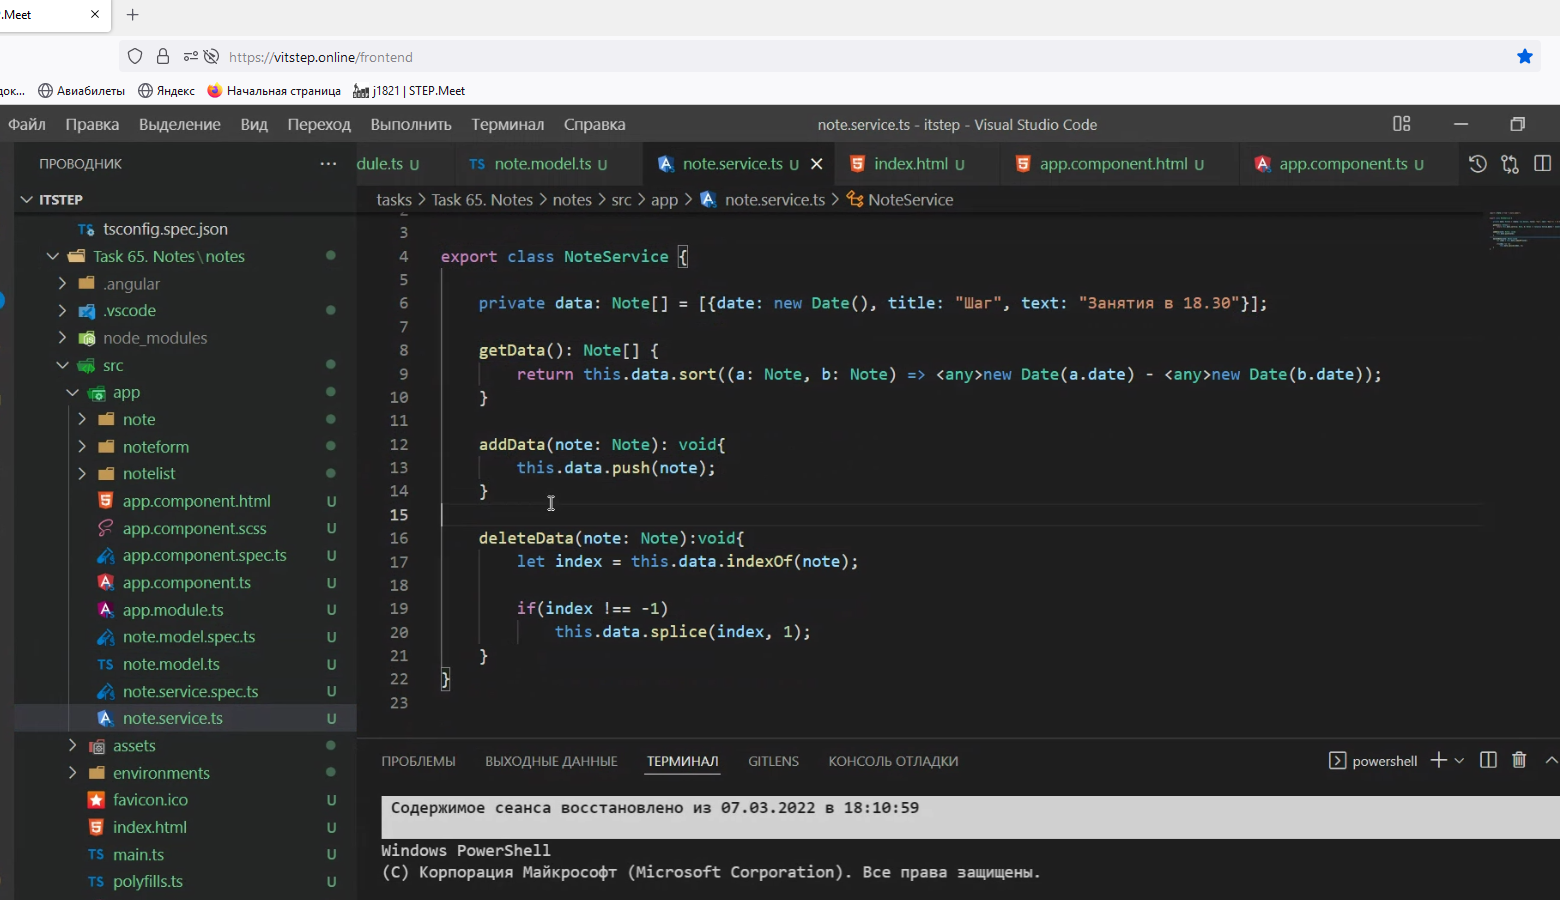 .Meet
https://vitstep.online/frontend
док... Авиабилеты Яндекс Начальная страница j1821 | STEP.Meet
Файл Правка Выделение Вид Переход Выполнить Терминал Справка note.service.ts - itstep - Visual Studio Code
ПРОВОДНИК ... dule.ts U TS note.model.ts U note.service.ts U index.html U app.component.html U app.component.ts U
ITSTEP
tasks > Task 65. Notes > notes > src > app > note.service.ts > NoteService
TS tsconfig.spec.json
Task 65. Notes\notes
.angular
.vscode
node_modules
src
app
note
noteform
notelist
app.component.html U
app.component.scss U
app.component.spec.ts U
app.component.ts U
app.module.ts U
note.model.spec.ts U
TS note.model.ts U
note.service.spec.ts U
note.service.ts U
assets
environments
favicon.ico U
index.html U
TS main.ts U
TS polyfills.ts U
2
3
4 export class NoteService {
5
6 private data: Note[] = [{date: new Date(), title: "Шаг", text: "Занятия в 18.30"}];
7
8 getData(): Note[] {
9 return this.data.sort((a: Note, b: Note) => <any>new Date(a.date) - <any>new Date(b.date));
10 }
11
12 addData(note: Note): void{
13 this.data.push(note);
14 }
15
16 deleteData(note: Note):void{
17 let index = this.data.indexOf(note);
18
19 if(index !== -1)
20 this.data.splice(index, 1);
21 }
22 }
23
ПРОБЛЕМЫ ВЫХОДНЫЕ ДАННЫЕ ТЕРМИНАЛ GITLENS КОНСОЛЬ ОТЛАДКИ powershell
Содержимое сеанса восстановлено из 07.03.2022 в 18:10:59
Windows PowerShell
(C) Корпорация Майкрософт (Microsoft Corporation). Все права защищены.